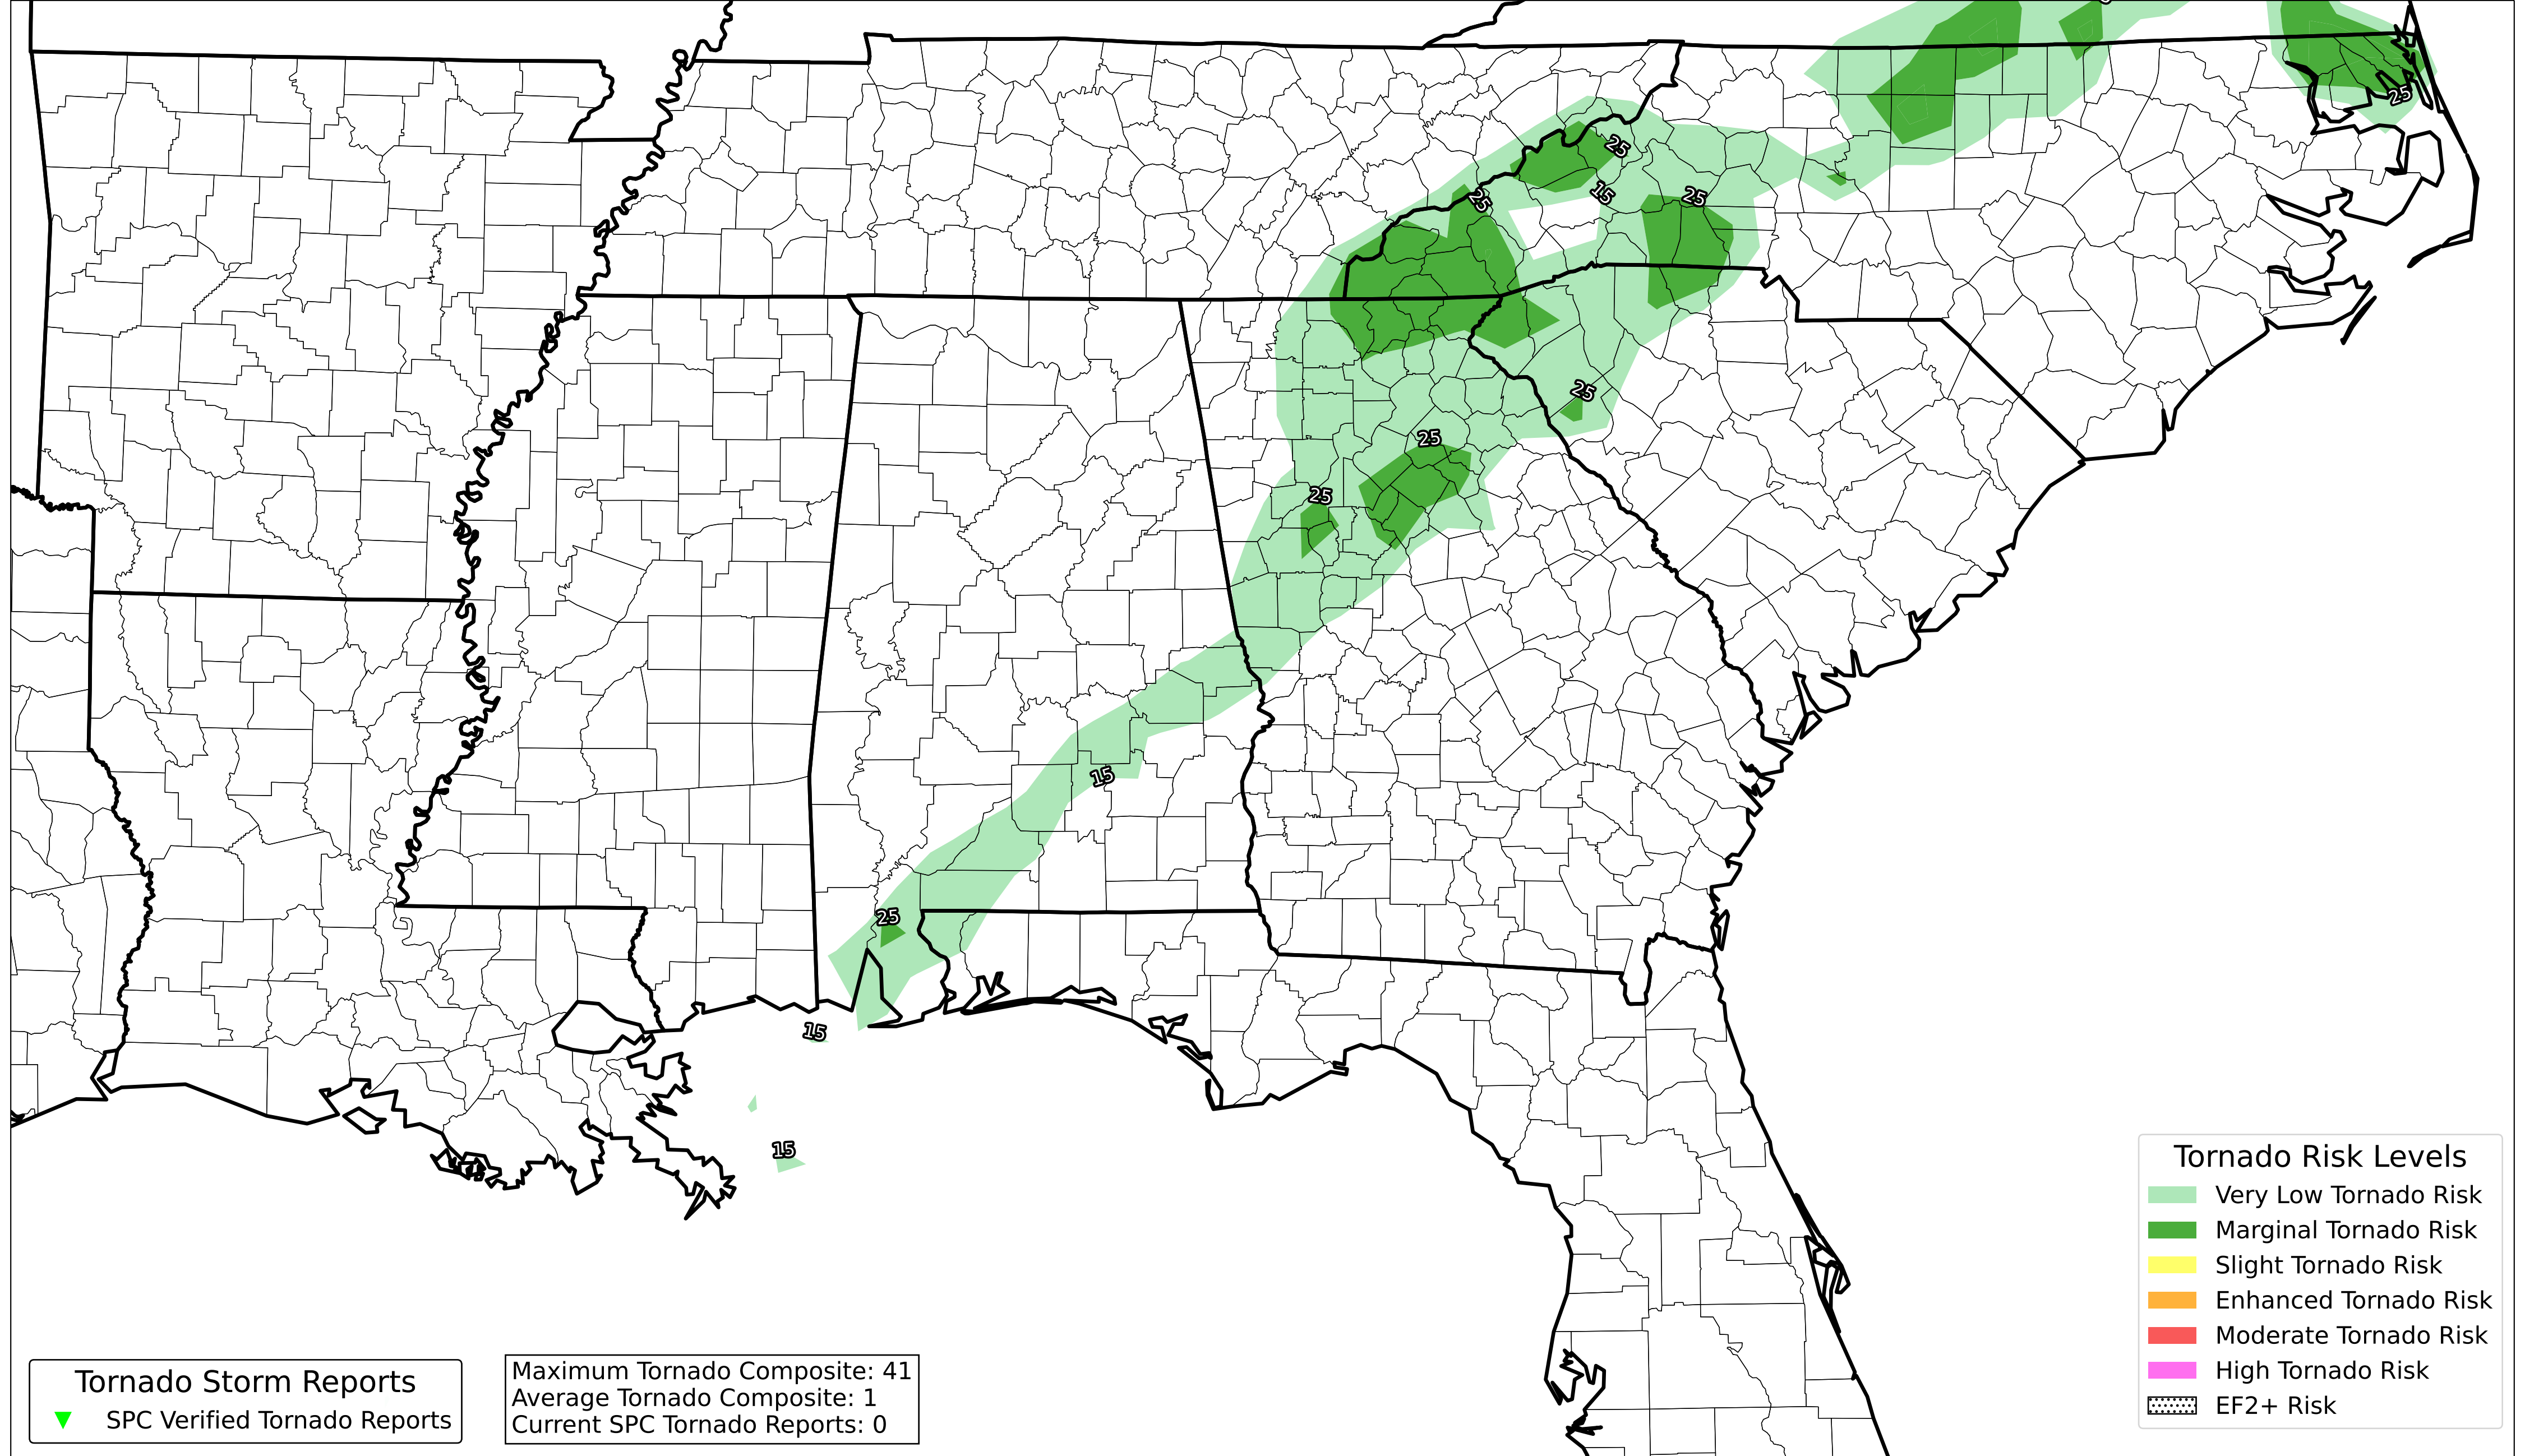 25
25
15
25
25
25
25
25
15
25
15
15
Tornado Risk Levels
Very Low Tornado Risk
Marginal Tornado Risk
Slight Tornado Risk
Enhanced Tornado Risk
Moderate Tornado Risk
High Tornado Risk
EF2+ Risk
Tornado Storm Reports
SPC Verified Tornado Reports
Maximum Tornado Composite: 41
Average Tornado Composite: 1
Current SPC Tornado Reports: 0